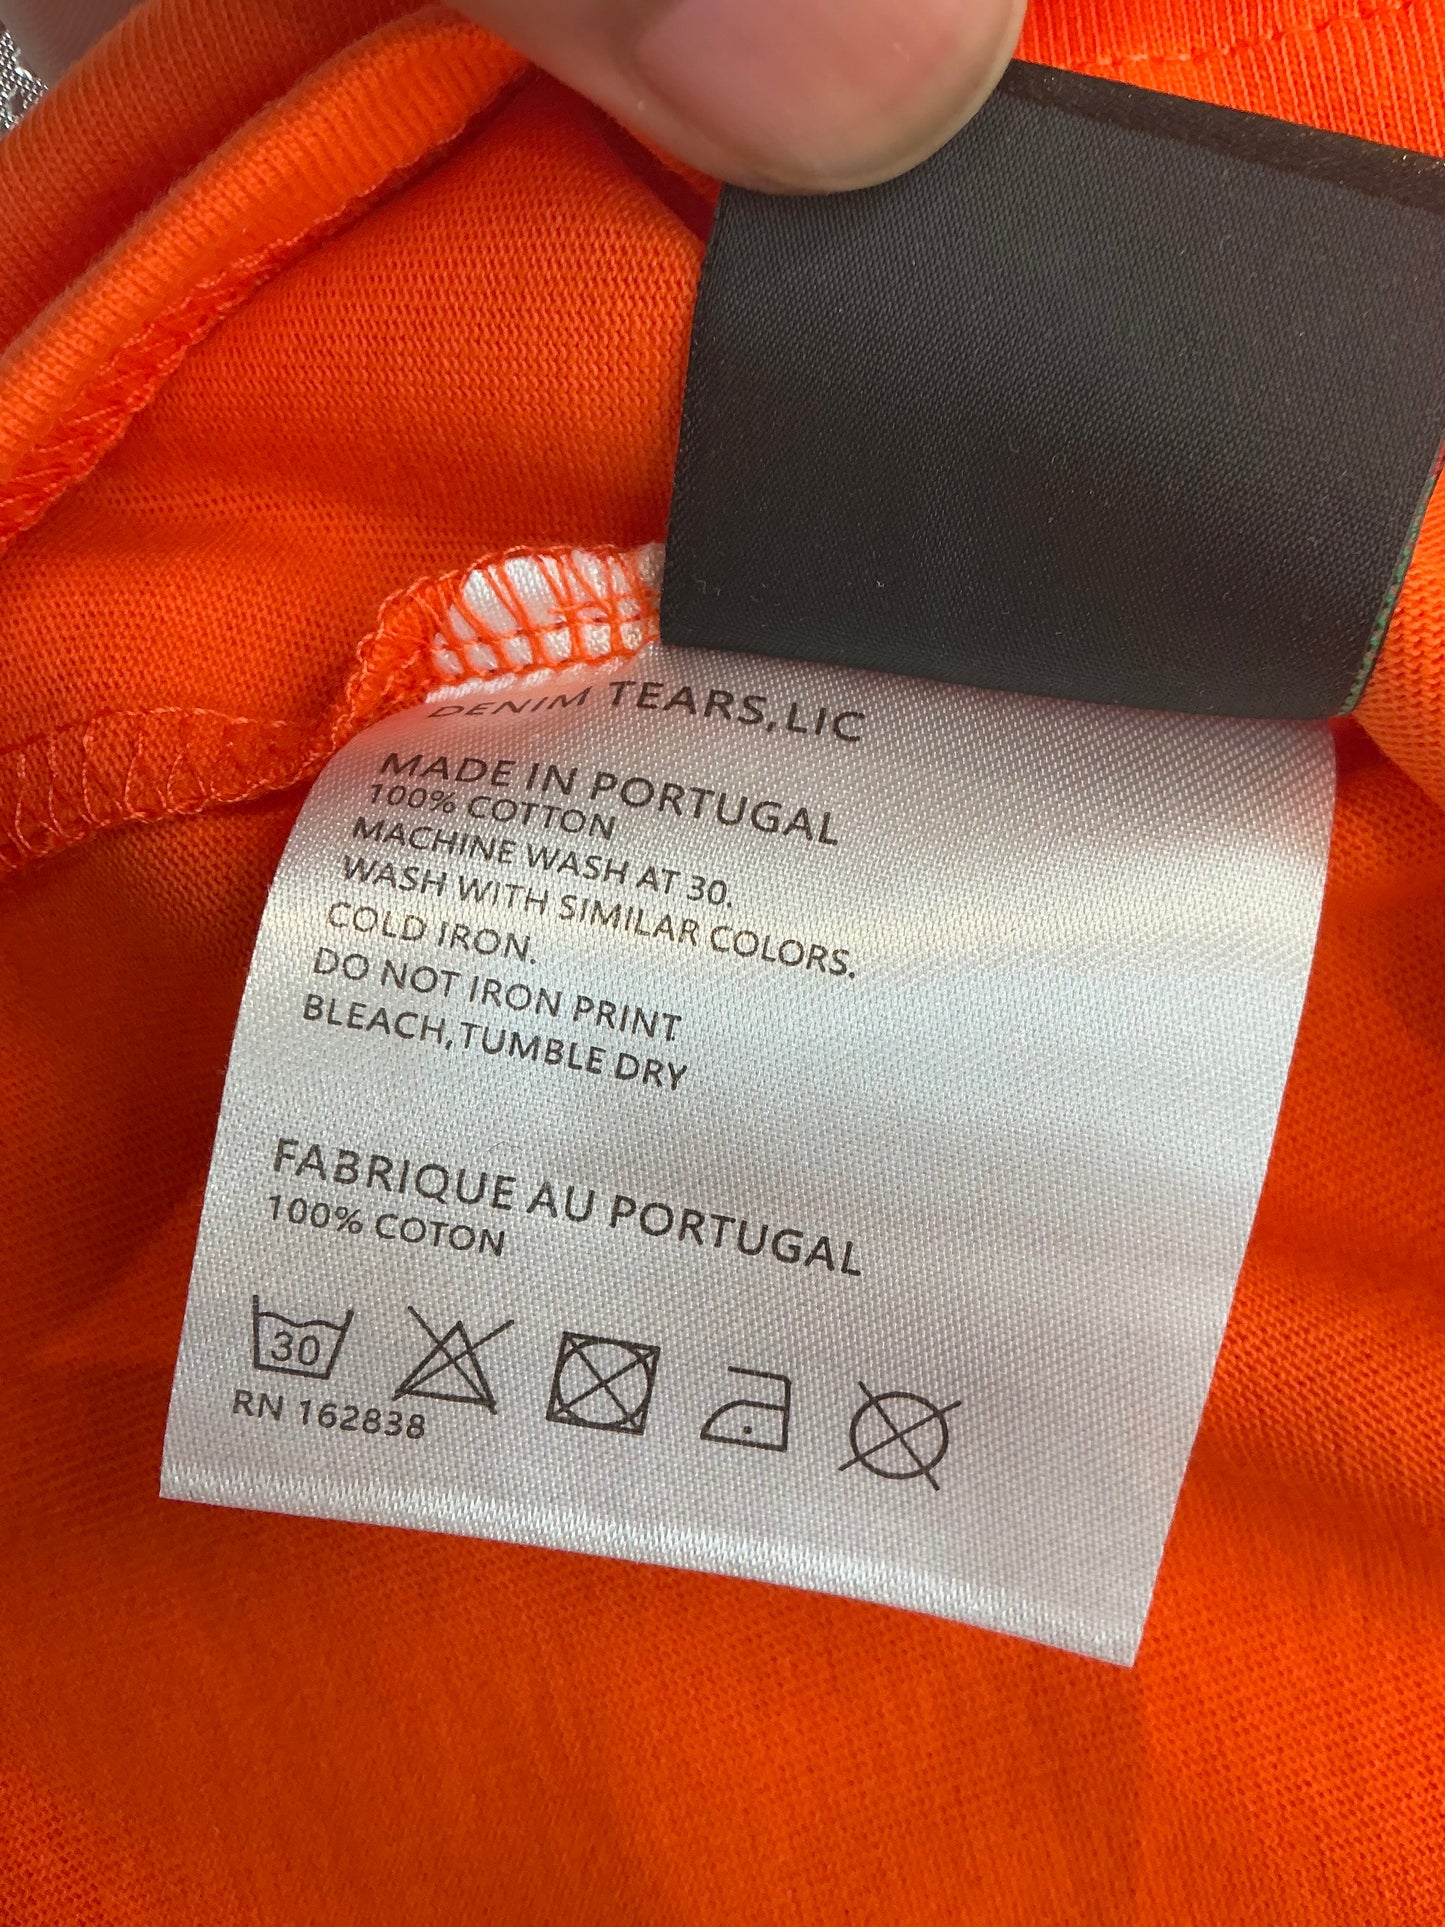 DENIM TEARS,LIC
MADE IN PORTUGAL
100% COTTON
MACHINE WASH AT 30.
WASH WITH SIMILAR COLORS.
COLD IRON.
DO NOT IRON PRINT.
BLEACH,TUMBLE DRY
FABRIQUE AU PORTUGAL
100% COTON
30
RN 162838